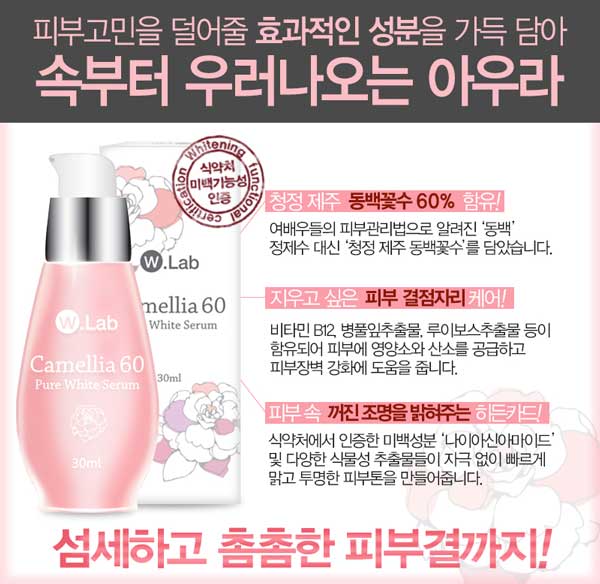 피부고민을 덜어줄 효과적인 성분을 가득 담아
속부터 우러나오는 아우라
Whitening functional certification
식약처
미백기능성
인증
청정 제주 동백꽃수 60% 함유!
여배우들의 피부관리법으로 알려진 '동백'
정제수 대신 '청정 제주 동백꽃수'를 담았습니다.
W.Lab
mellia 60
White Serum
30ml
W.Lab
Camellia 60
Pure White Serum
30ml
지우고 싶은 피부 결점자리 케어!
비타민 B12, 병풀잎추출물, 루이보스추출물 등이
함유되어 피부에 영양소와 산소를 공급하고
피부장벽 강화에 도움을 줍니다.
피부 속 꺼진 조명을 밝혀주는 히든카드!
식약처에서 인증한 미백성분 '나이아신아마이드'
및 다양한 식물성 추출물들이 자극 없이 빠르게
맑고 투명한 피부톤을 만들어줍니다.
섬세하고 촘촘한 피부결까지!